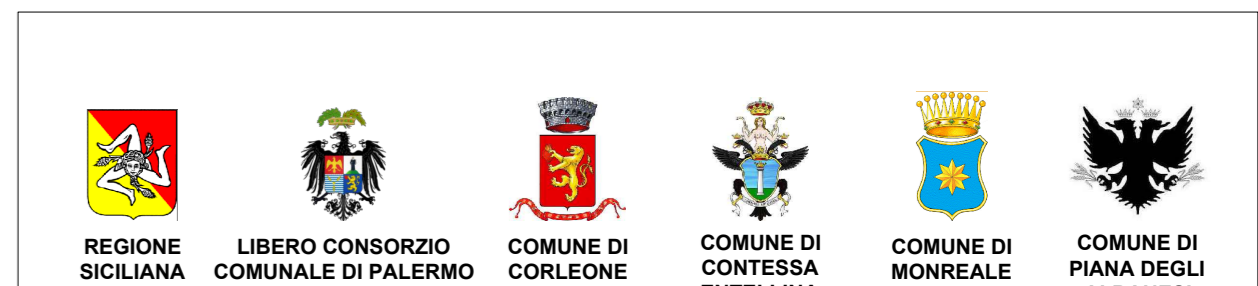 REGIONE
SICILIANA
LIBERO CONSORZIO
COMUNALE DI PALERMO
COMUNE DI
CORLEONE
COMUNE DI
CONTESSA
COMUNE DI
MONREALE
COMUNE DI
PIANA DEGLI